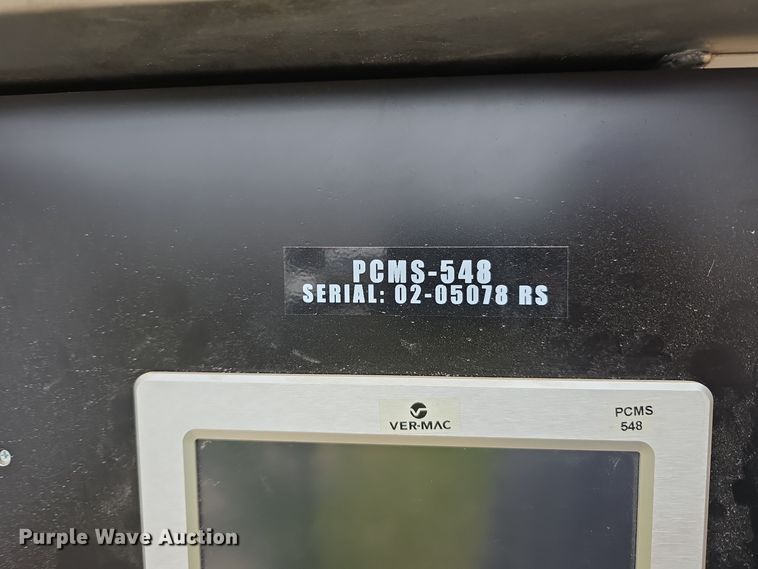 PCMS-548
SERIAL: 02-05078 RS
VER-MAC
PCMS
548
Purple Wave Auction